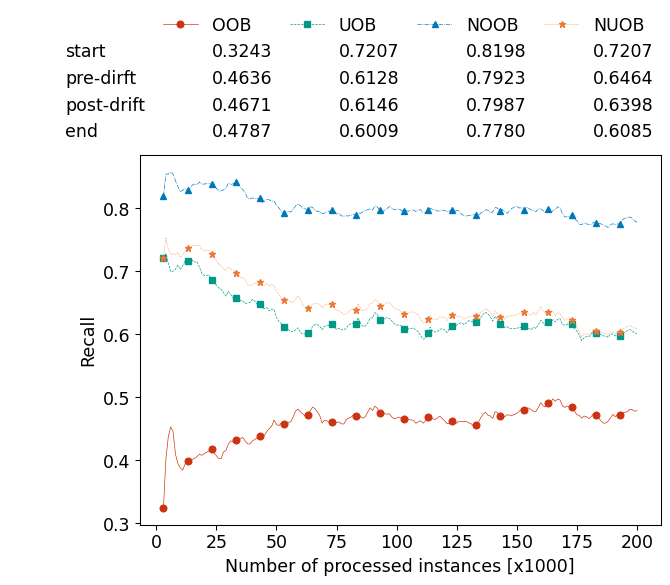 OOB UOB NOOB NUOB
start 0.3243 0.7207 0.8198 0.7207
pre-dirft 0.4636 0.6128 0.7923 0.6464
post-drift 0.4671 0.6146 0.7987 0.6398
end 0.4787 0.6009 0.7780 0.6085
0.8
0.7
0.6
0.5
0.4
0.3
Recall
0 25 50 75 100 125 150 175 200
Number of processed instances [x1000]